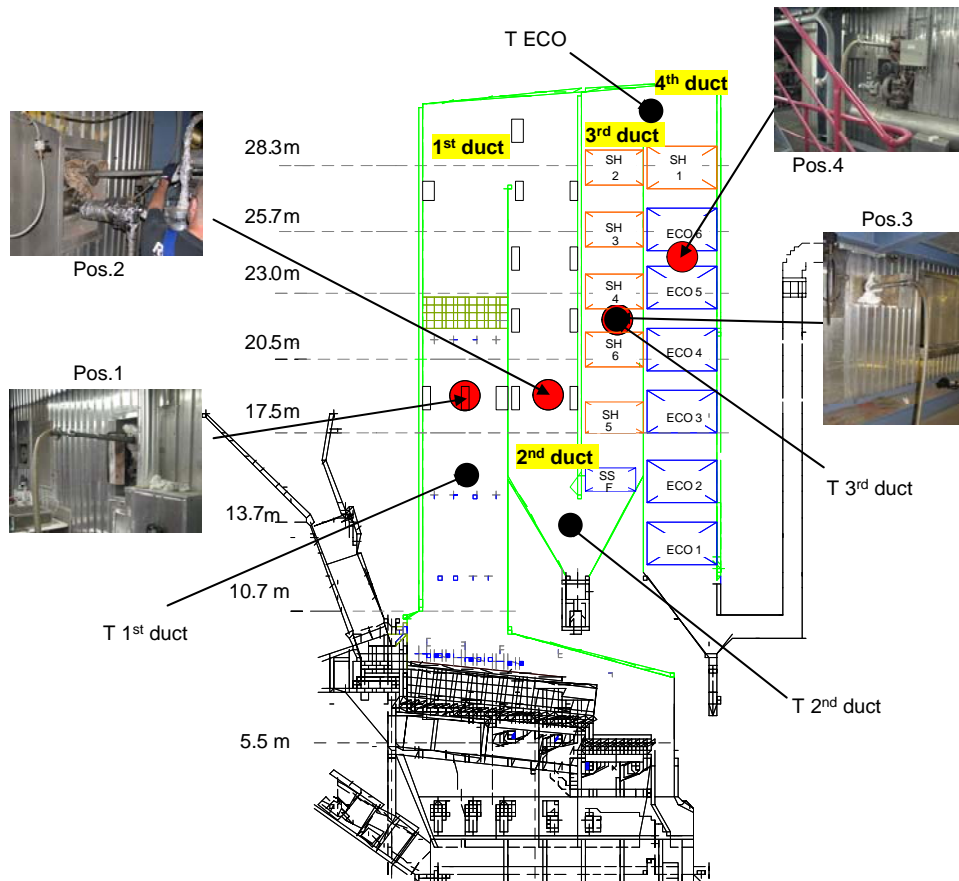 T ECO
4th duct
3rd duct
1st duct
28.3m
SH
2
SH
1
Pos.4
25.7m
SH
3
ECO 6
Pos.3
Pos.2
23.0m
SH
4
ECO 5
20.5m
SH
6
ECO 4
Pos.1
17.5m
SH
5
ECO 3
2nd duct
SS
F
ECO 2
T 3rd duct
13.7m
ECO 1
10.7 m
T 1st duct
T 2nd duct
5.5 m